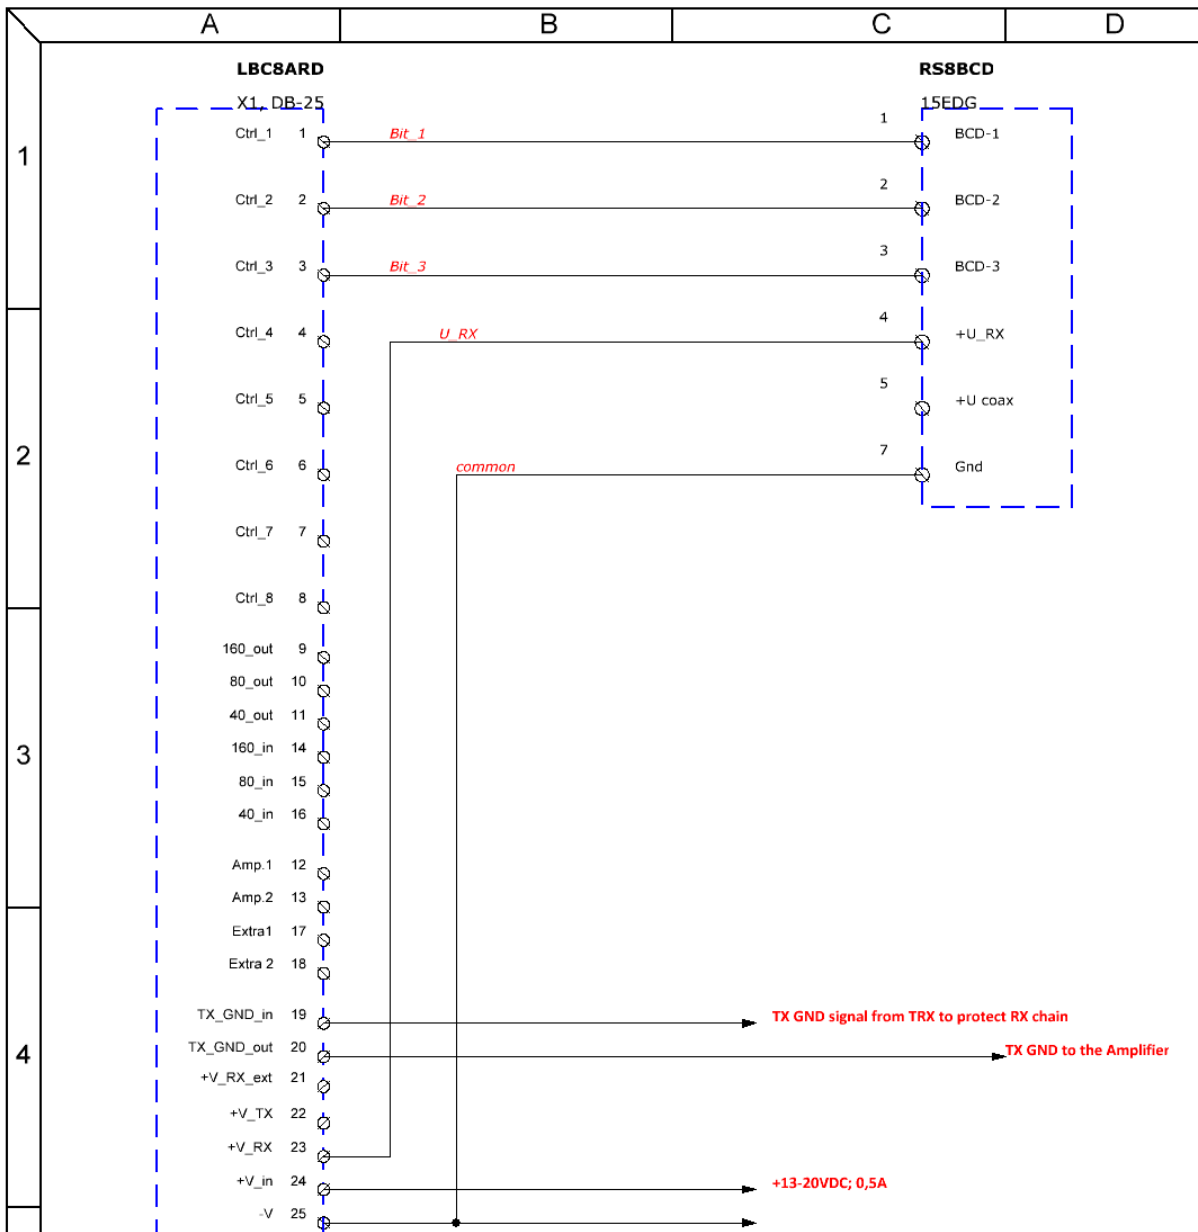 A B C D
LBC8ARD RS8BCD
X1, DB-25 15EDG
1
Ctrl_1 1 Bit_1 1 BCD-1
Ctrl_2 2 Bit_2 2 BCD-2
Ctrl_3 3 Bit_3 3 BCD-3
Ctrl_4 4 U_RX 4 +U_RX
Ctrl_5 5 5 +U coax
2
Ctrl_6 6 common 7 Gnd
Ctrl_7 7
Ctrl_8 8
160_out 9
80_out 10
40_out 11
3
160_in 14
80_in 15
40_in 16
Amp.1 12
Amp.2 13
Extra1 17
Extra 2 18
TX_GND_in 19 TX GND signal from TRX to protect RX chain
4
TX_GND_out 20 TX GND to the Amplifier
+V_RX_ext 21
+V_TX 22
+V_RX 23
+V_in 24 +13-20VDC; 0,5A
-V 25